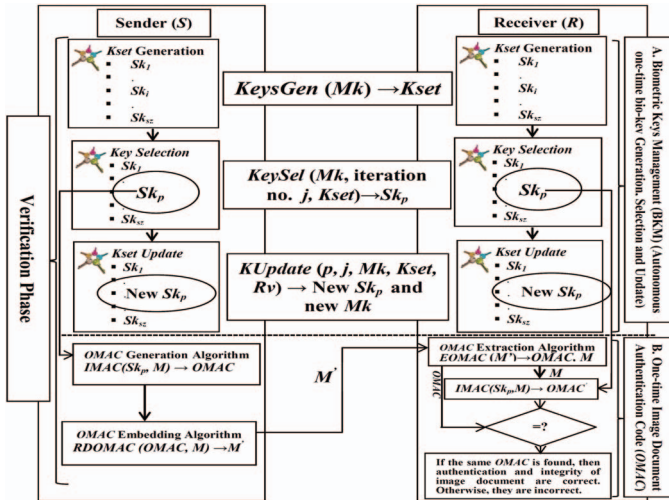 Sender (S)
Kset Generation
Sk1
.
Ski
.
Sksz
Key Selection
Sk1
.
Skp
.
Sksz
Kset Update
Sk1
.
New Skp
.
Sksz
OMAC Generation Algorithm
IMAC(Skp, M) → OMAC
OMAC Embedding Algorithm
RDOMAC (OMAC, M) →M'
Verification Phase
KeysGen (Mk) →Kset
KeySel (Mk, iteration
no. j, Kset)→Skp
KUpdate (p, j, Mk, Kset,
Rv) → New Skp and
new Mk
M'
Receiver (R)
Kset Generation
Sk1
.
Ski
.
Sksz
Key Selection
Sk1
.
Skp
.
Sksz
Kset Update
Sk1
.
New Skp
.
Sksz
OMAC Extraction Algorithm
EOMAC (M')→OMAC, M
OMAC
M
IMAC(Skp,M)→ OMAC'
=?
If the same OMAC is found, then
authentication and integrity of
image document are correct.
Otherwise, they are incorrect.
A. Biometric Keys Management (BKM) (Autonomous
one-time bio-key Generation, Selection and Update)
B. One-time Image Document
Authentication Code (OMAC)